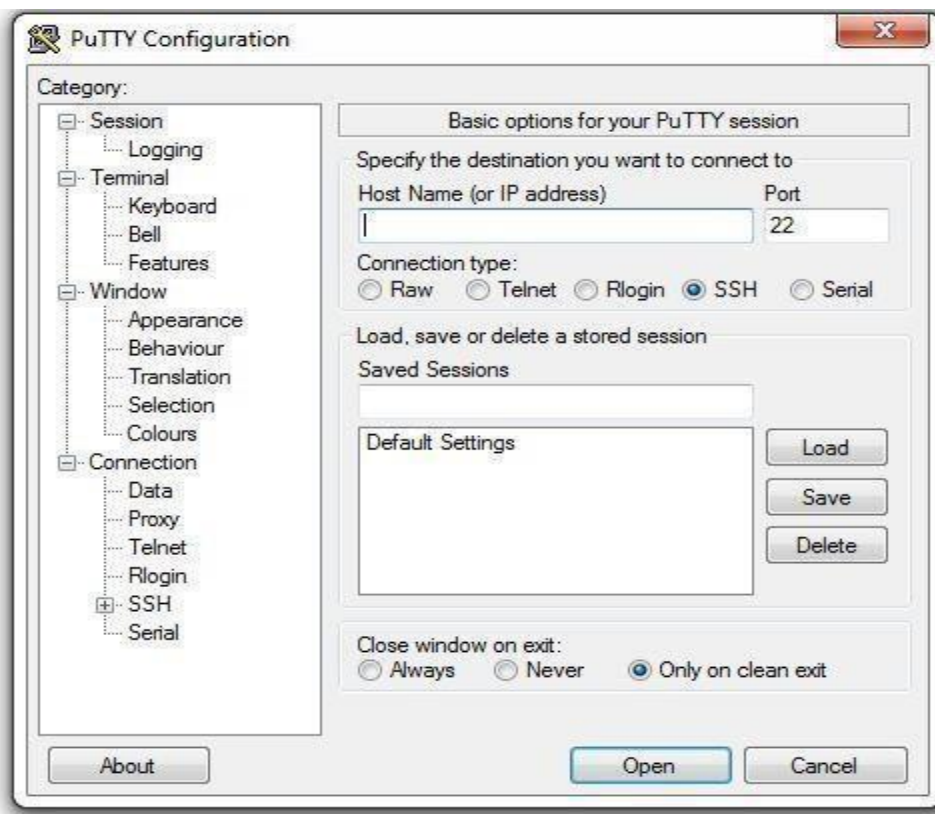 PuTTY Configuration
Category:
Session
Logging
Terminal
Keyboard
Bell
Features
Window
Appearance
Behaviour
Translation
Selection
Colours
Connection
Data
Proxy
Telnet
Rlogin
SSH
Serial
Basic options for your PuTTY session
Specify the destination you want to connect to
Host Name (or IP address) Port
22
Connection type:
Raw Telnet Rlogin SSH Serial
Load, save or delete a stored session
Saved Sessions
Default Settings
Load
Save
Delete
Close window on exit:
Always Never Only on clean exit
About Open Cancel